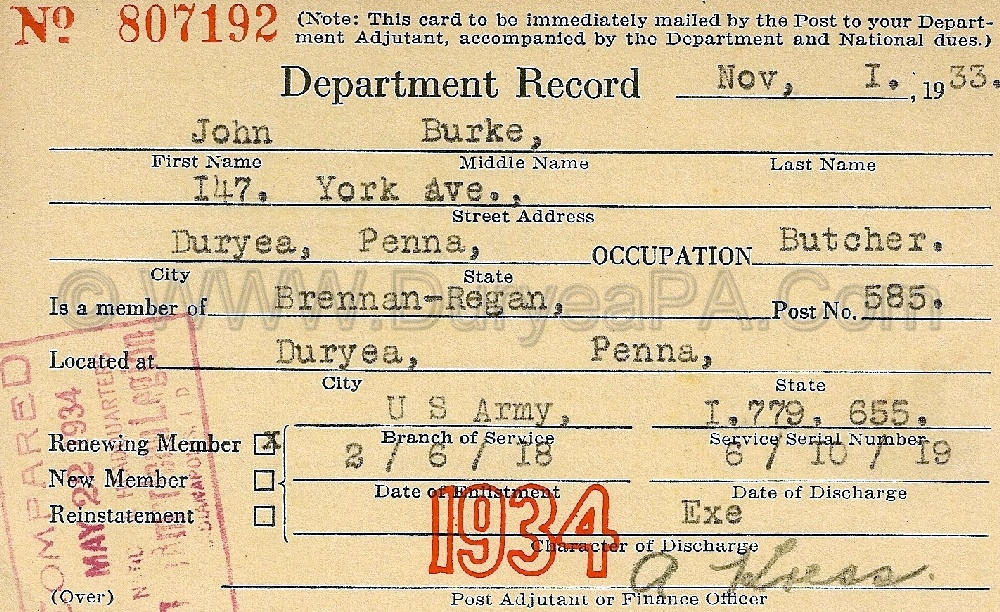 Nº 807192 (Note: This card to be immediately mailed by the Post to your Depart-
ment Adjutant, accompanied by the Department and National dues.)
Department Record Nov, I. , 1933.
John Burke,
First Name Middle Name Last Name
I47. York Ave.,
Street Address
Duryea, Penna, OCCUPATION Butcher.
City State
© WWW.DuryeaPA.Com
Is a member of Brennan-Regan, Post No. 585.
Located at Duryea, Penna,
City State
U S Army, I.779. 655.
Renewing Member X Branch of Service Service Serial Number
2 / 6 / 18 6 / 10 / 19
New Member
Date of Enlistment Date of Discharge
Reinstatement Exe
1934
Character of Discharge
COMPARED
MAY 22 1934
(Over)
Post Adjutant or Finance Officer